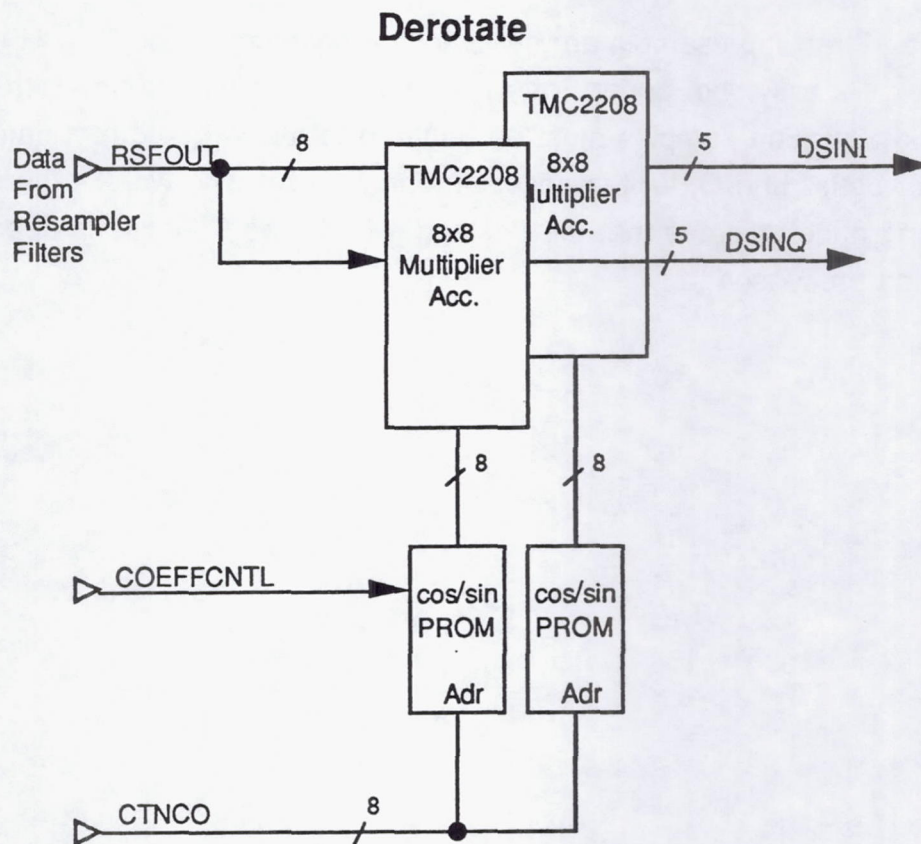 Derotate
TMC2208
8x8
ultiplier
Acc.
Data
From
Resampler
Filters
RSFOUT
8
TMC2208
8x8
Multiplier
Acc.
5
DSINI
5
DSINQ
8
8
COEFFCNTL
cos/sin
PROM
Adr
cos/sin
PROM
Adr
CTNCO
8